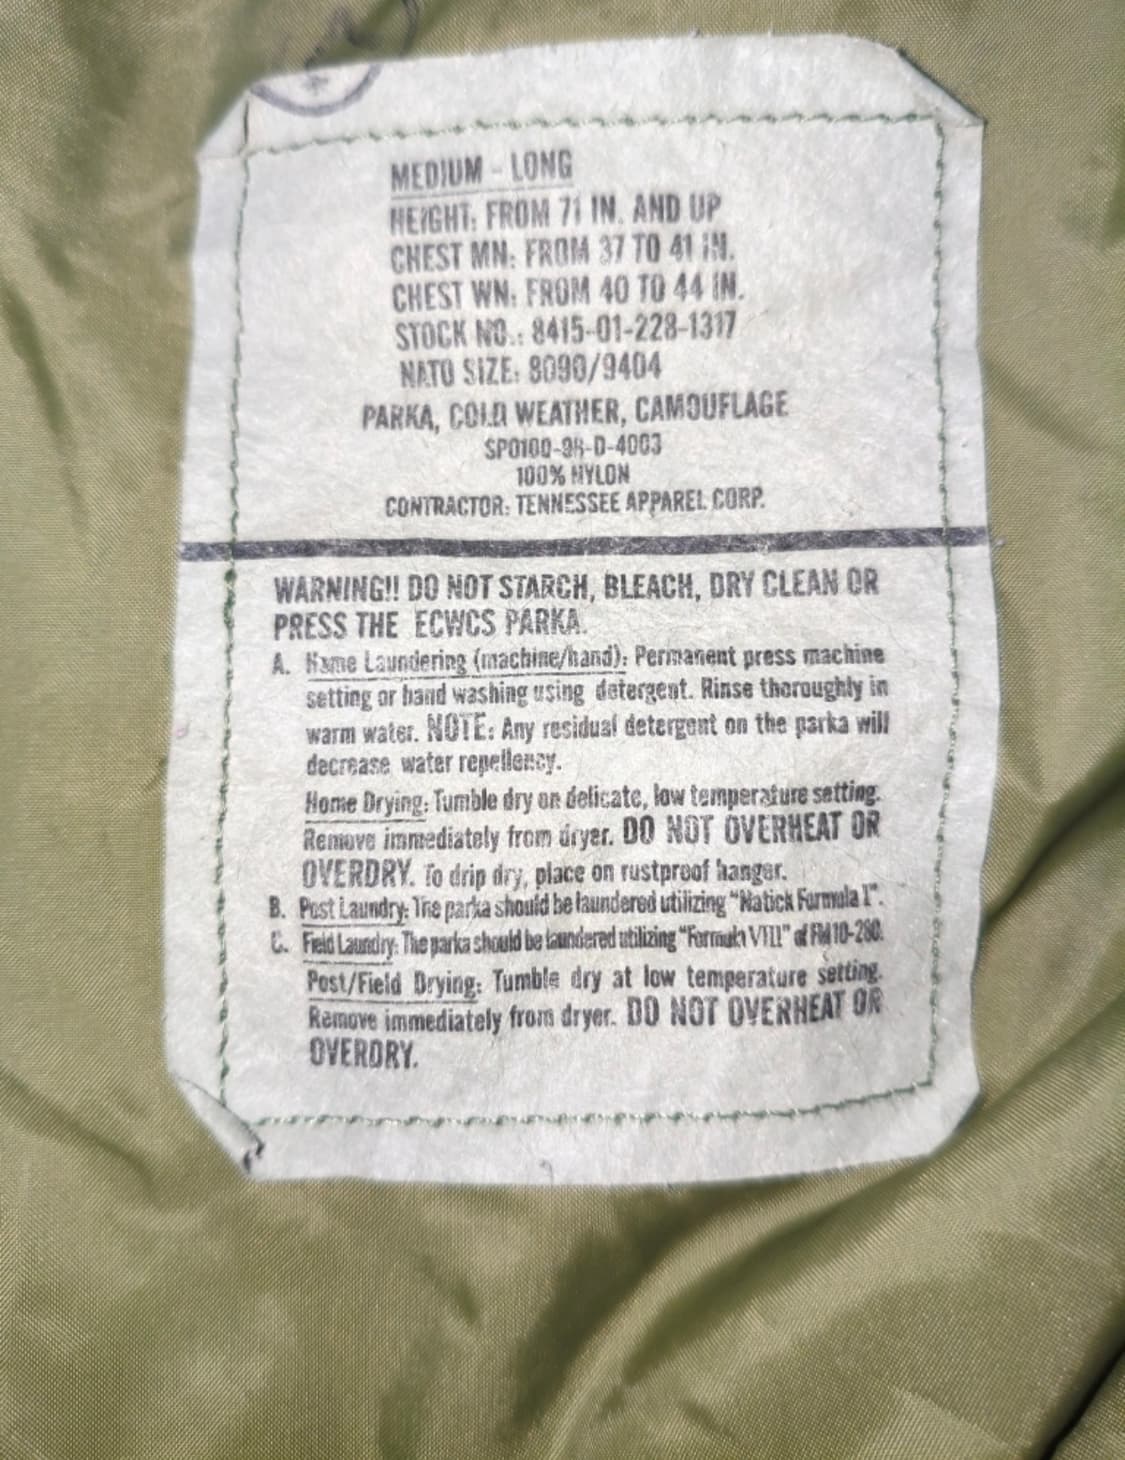 MEDIUM - LONG
HEIGHT: FROM 71 IN. AND UP
CHEST MN: FROM 37 TO 41 IN.
CHEST WN: FROM 40 TO 44 IN.
STOCK NO.: 8415-01-228-1317
NATO SIZE: 8090/9404
PARKA, COLD WEATHER, CAMOUFLAGE
SP0100-98-D-4003
100% NYLON
CONTRACTOR: TENNESSEE APPAREL CORP.
WARNING!! DO NOT STARCH, BLEACH, DRY CLEAN OR
PRESS THE ECWCS PARKA.
A. Home Laundering (machine/hand): Permanent press machine
setting or hand washing using detergent. Rinse thoroughly in
warm water. NOTE: Any residual detergent on the parka will
decrease water repellency.
Home Drying: Tumble dry on delicate, low temperature setting.
Remove immediately from dryer. DO NOT OVERHEAT OR
OVERDRY. To drip dry, place on rustproof hanger.
B. Post Laundry: The parka should be laundered utilizing "Natick Formula I".
C. Field Laundry: The parka should be laundered utilizing "Formula VIII" of FM 10-280.
Post/Field Drying: Tumble dry at low temperature setting.
Remove immediately from dryer. DO NOT OVERHEAT OR
OVERDRY.